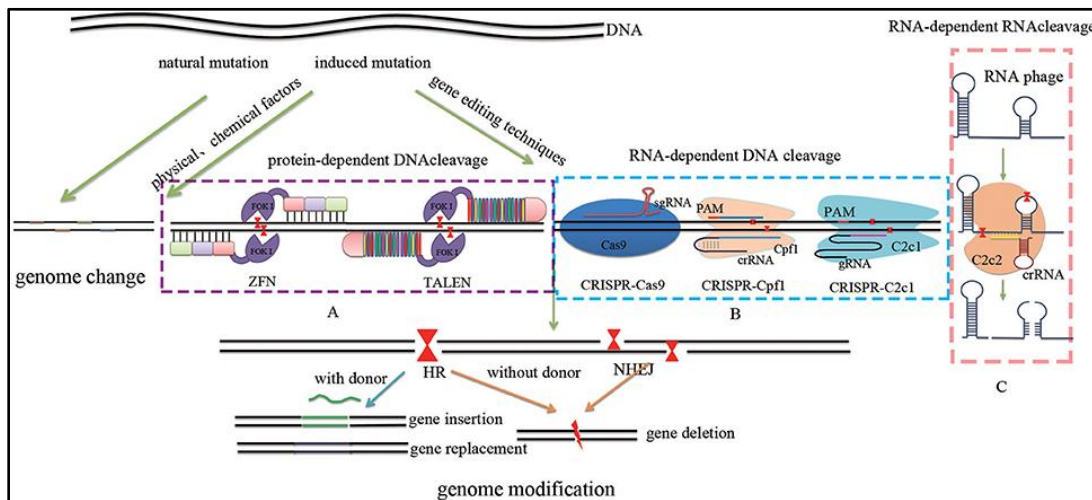 DNA
RNA-dependent RNAcleavage
natural mutation
induced mutation
RNA phage
physical、chemical factors
gene editing techniques
protein-dependent DNAcleavage
RNA-dependent DNA cleavage
FOK I
FOK I
sgRNA
PAM
PAM
FOK I
FOK I
Cas9
Cpf1
C2c1
C2c2
crRNA
gRNA
crRNA
genome change
ZFN
TALEN
CRISPR-Cas9
CRISPR-Cpf1
CRISPR-C2c1
A
B
C
HR
NHEJ
with donor
without donor
gene insertion
gene replacement
gene deletion
genome modification